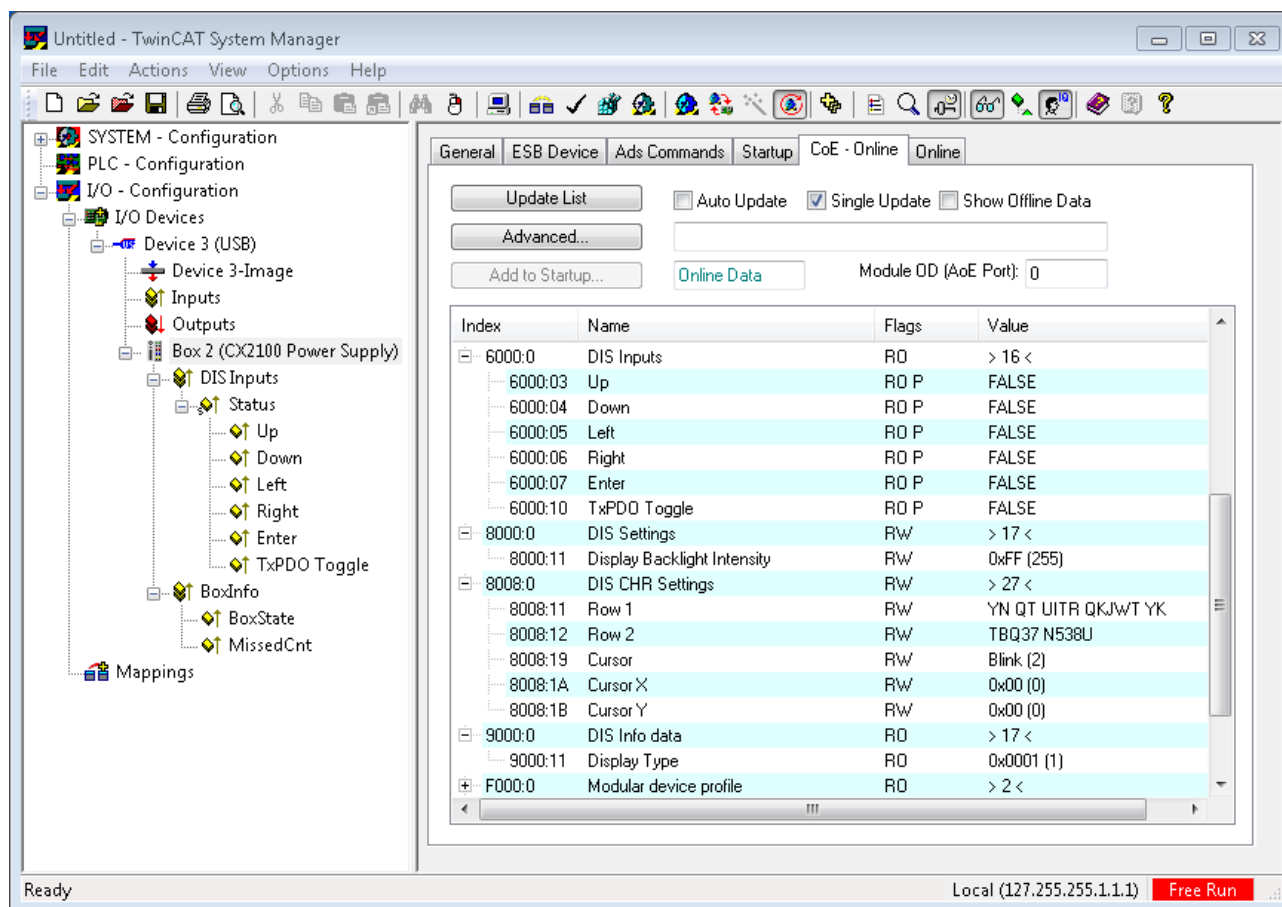 Untitled - TwinCAT System Manager
File Edit Actions View Options Help
SYSTEM - Configuration
PLC - Configuration
I/O - Configuration
I/O Devices
Device 3 (USB)
Device 3-Image
Inputs
Outputs
Box 2 (CX2100 Power Supply)
DIS Inputs
Status
Up
Down
Left
Right
Enter
TxPDO Toggle
BoxInfo
BoxState
MissedCnt
Mappings
General ESB Device Ads Commands Startup CoE - Online Online
Update List Auto Update Single Update Show Offline Data
Advanced...
Add to Startup... Online Data Module OD (AoE Port): 0
Index Name Flags Value
6000:0 DIS Inputs RO > 16 <
6000:03 Up RO P FALSE
6000:04 Down RO P FALSE
6000:05 Left RO P FALSE
6000:06 Right RO P FALSE
6000:07 Enter RO P FALSE
6000:10 TxPDO Toggle RO P FALSE
8000:0 DIS Settings RW > 17 <
8000:11 Display Backlight Intensity RW 0xFF (255)
8008:0 DIS CHR Settings RW > 27 <
8008:11 Row 1 RW YN QT UITR QKJWT YK
8008:12 Row 2 RW TBQ37 N538U
8008:19 Cursor RW Blink (2)
8008:1A Cursor X RW 0x00 (0)
8008:1B Cursor Y RW 0x00 (0)
9000:0 DIS Info data RO > 17 <
9000:11 Display Type RO 0x0001 (1)
F000:0 Modular device profile RO > 2 <
Ready Local (127.255.255.1.1.1) Free Run